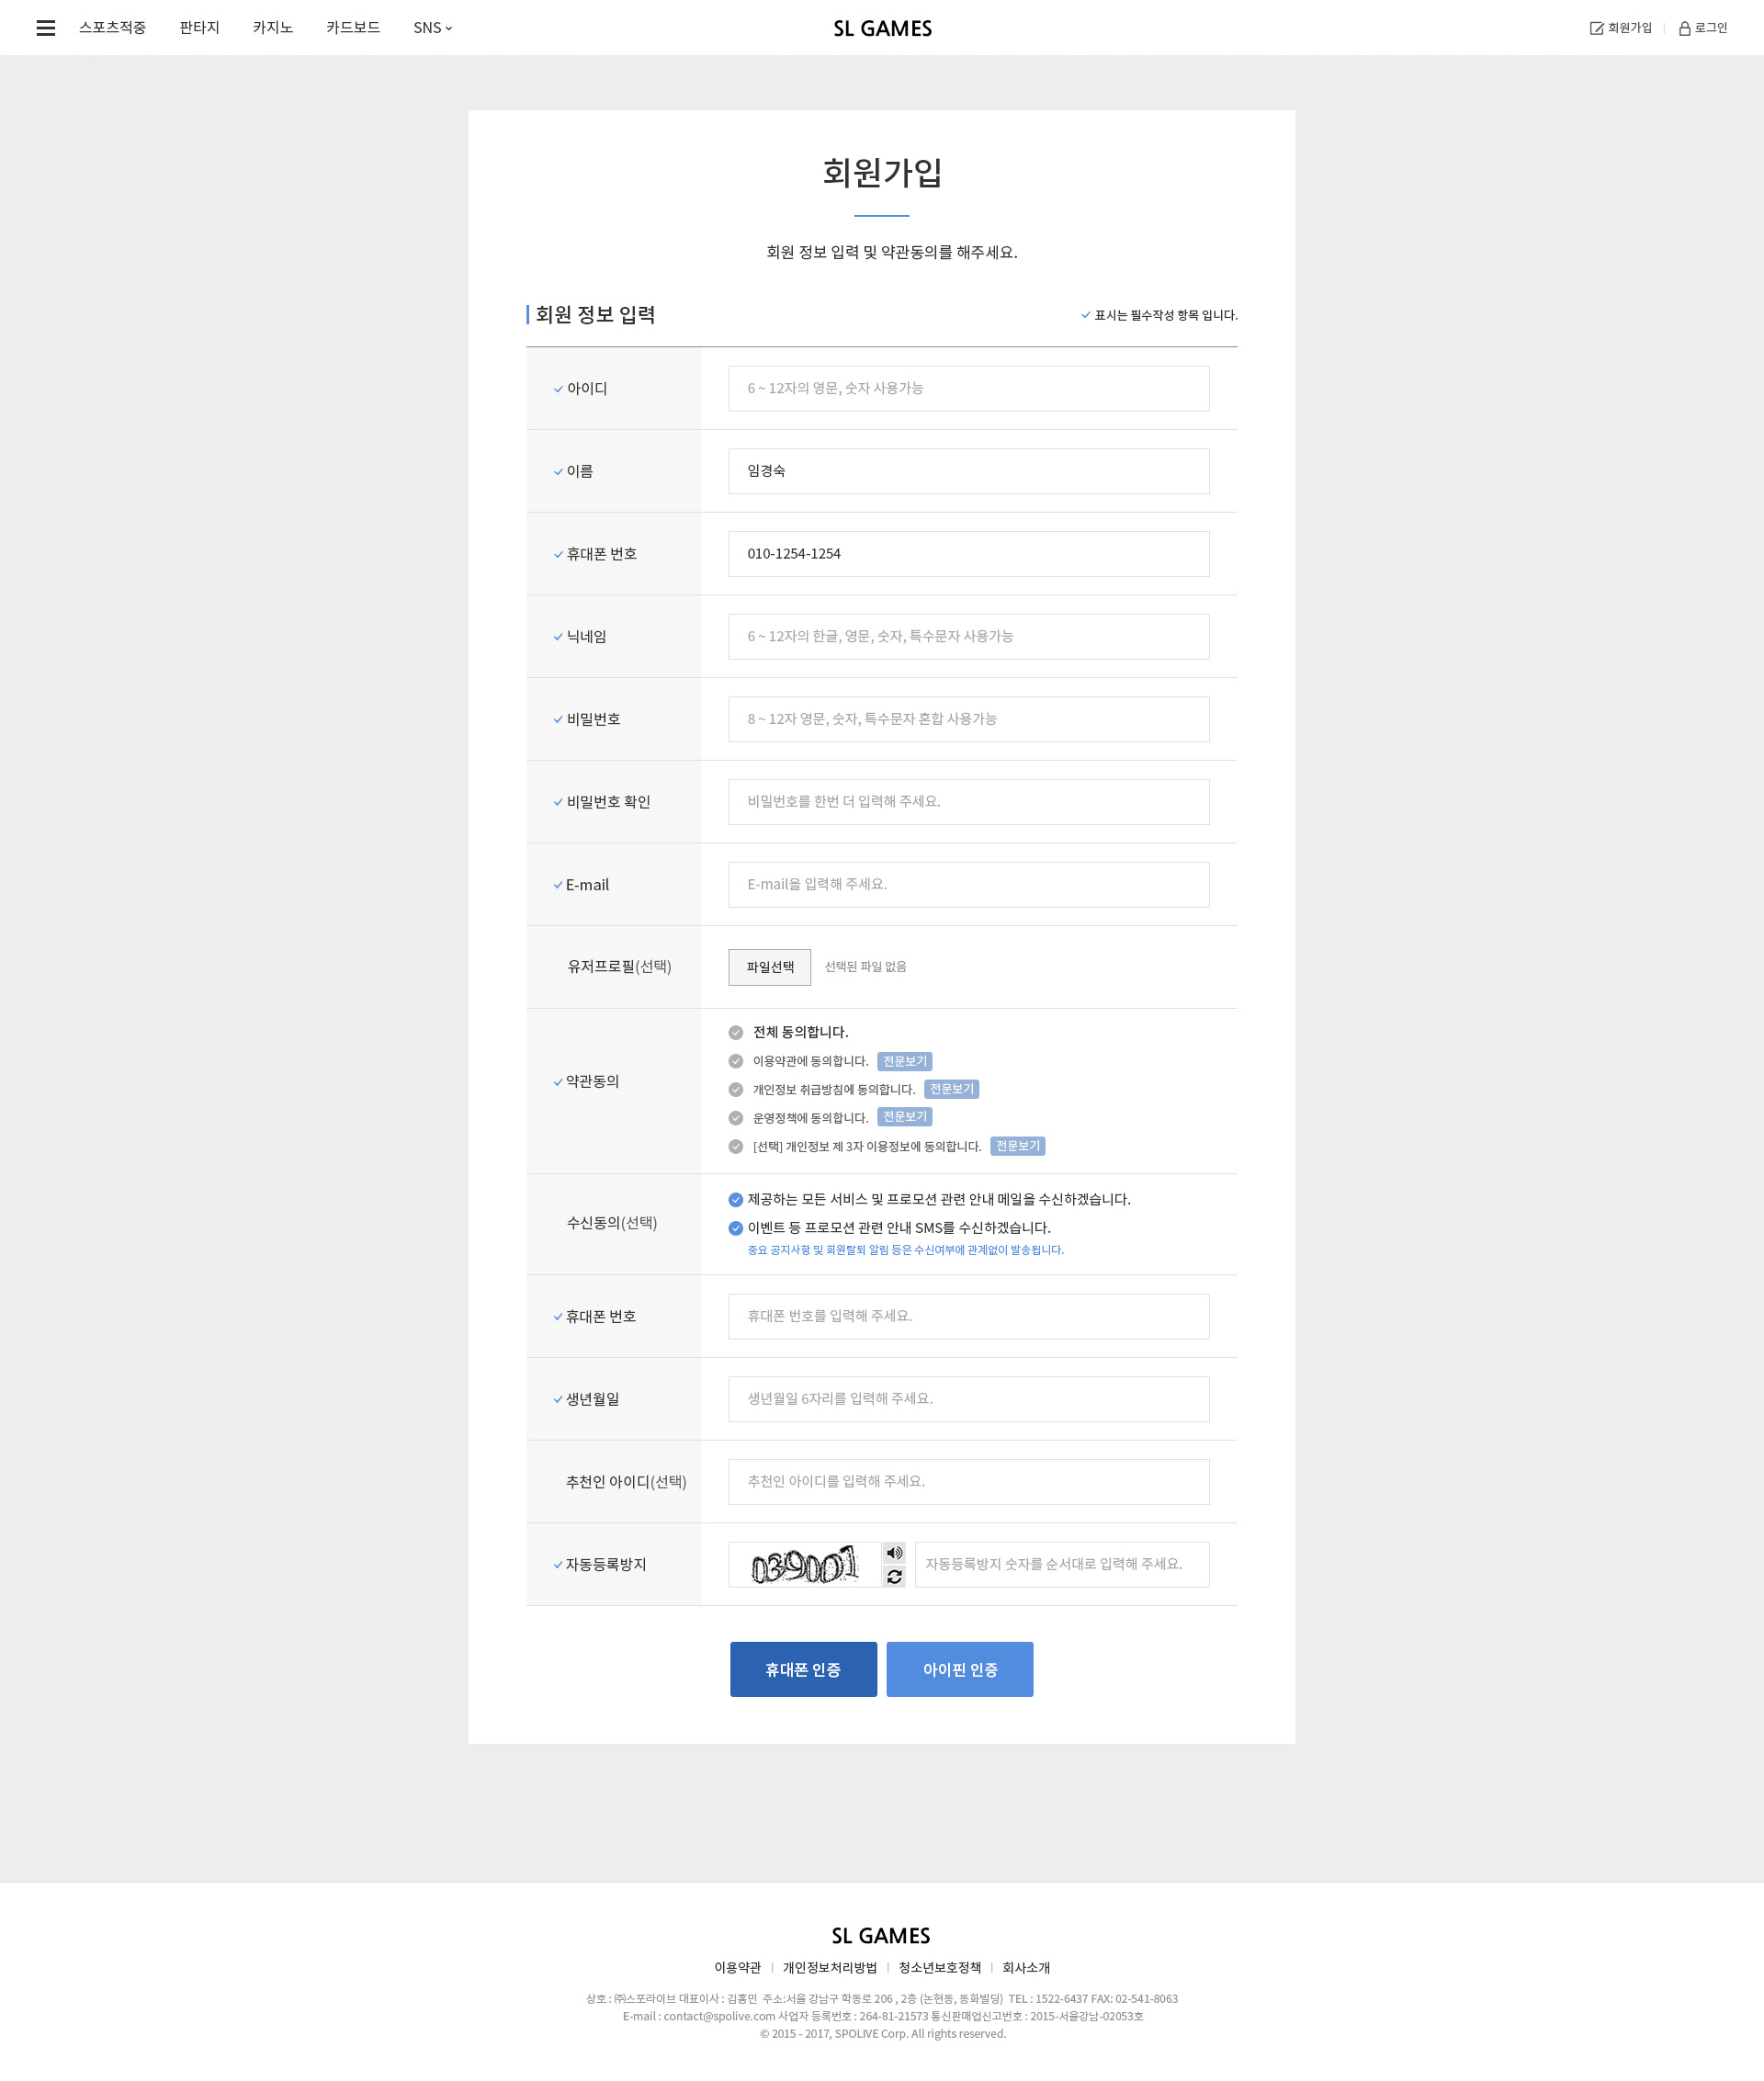 스포츠적중 판타지 카지노 카드보드 SNS SL GAMES 회원가입 로그인
회원가입
회원 정보 입력 및 약관동의를 해주세요.
회원 정보 입력 표시는 필수작성 항목 입니다.
아이디 6 ~ 12자의 영문, 숫자 사용가능
이름 임경숙
휴대폰 번호 010-1254-1254
닉네임 6 ~ 12자의 한글, 영문, 숫자, 특수문자 사용가능
비밀번호 8 ~ 12자 영문, 숫자, 특수문자 혼합 사용가능
비밀번호 확인 비밀번호를 한번 더 입력해 주세요.
E-mail E-mail을 입력해 주세요.
유저프로필(선택) 파일선택 선택된 파일 없음
전체 동의합니다.
이용약관에 동의합니다. 전문보기
약관동의
개인정보 취급방침에 동의합니다. 전문보기
운영정책에 동의합니다. 전문보기
[선택] 개인정보 제 3자 이용정보에 동의합니다. 전문보기
제공하는 모든 서비스 및 프로모션 관련 안내 메일을 수신하겠습니다.
수신동의(선택)
이벤트 등 프로모션 관련 안내 SMS를 수신하겠습니다.
중요 공지사항 및 회원탈퇴 알림 등은 수신여부에 관계없이 발송됩니다.
휴대폰 번호 휴대폰 번호를 입력해 주세요.
생년월일 생년월일 6자리를 입력해 주세요.
추천인 아이디(선택) 추천인 아이디를 입력해 주세요.
자동등록방지 039001 자동등록방지 숫자를 순서대로 입력해 주세요.
휴대폰 인증 아이핀 인증
SL GAMES
이용약관 | 개인정보처리방법 | 청소년보호정책 | 회사소개
상호 : ㈜스포라이브 대표이사 : 김홍민 주소:서울 강남구 학동로 206 , 2층 (논현동, 동화빌딩) TEL : 1522-6437 FAX: 02-541-8063
E-mail : contact@spolive.com 사업자 등록번호 : 264-81-21573 통신판매업신고번호 : 2015-서울강남-02053호
© 2015 - 2017, SPOLIVE Corp. All rights reserved.